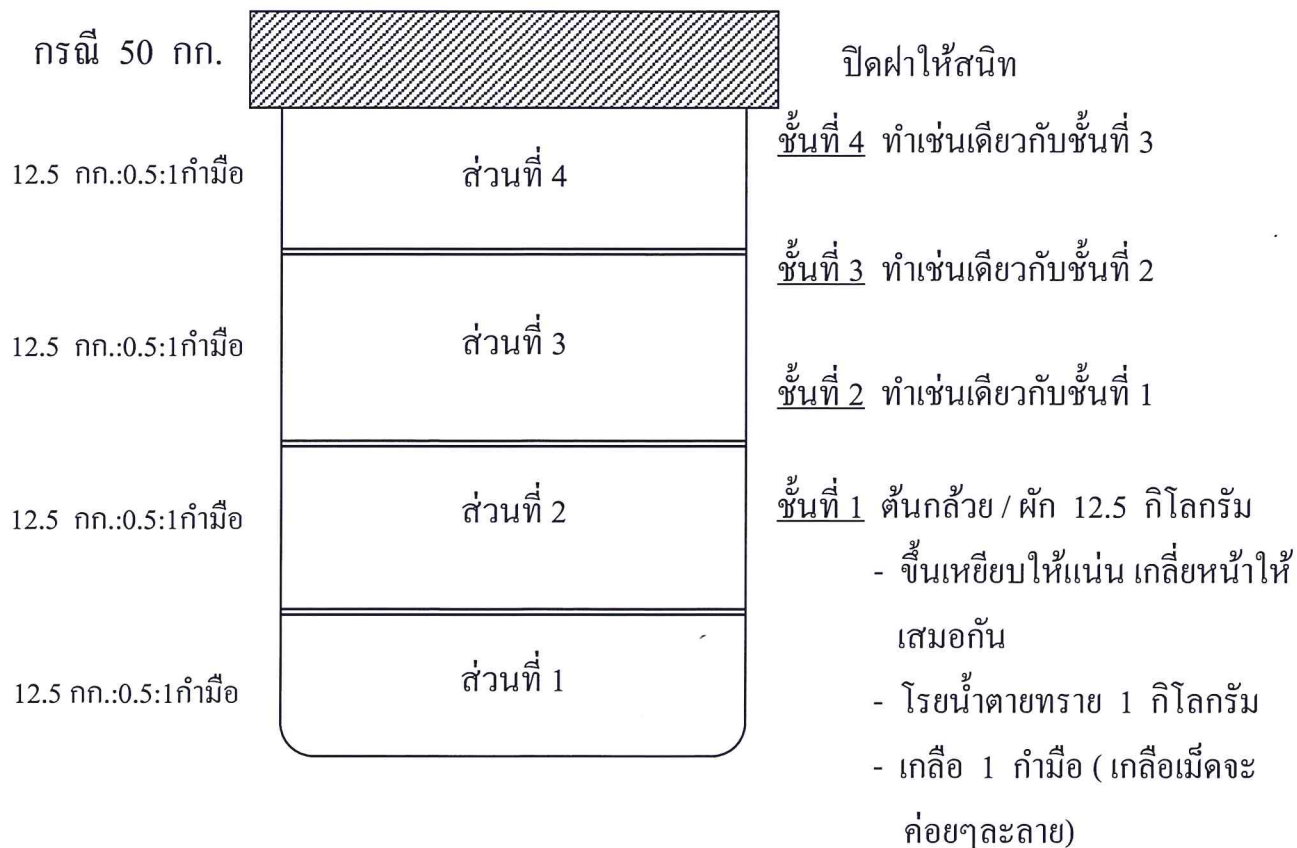 กรณี 50 กก.
ปิดฝาให้สนิท
ชั้นที่ 4 ทำเช่นเดียวกับชั้นที่ 3
12.5 กก.:0.5:1กำมือ
ส่วนที่ 4
ชั้นที่ 3 ทำเช่นเดียวกับชั้นที่ 2
12.5 กก.:0.5:1กำมือ
ส่วนที่ 3
ชั้นที่ 2 ทำเช่นเดียวกับชั้นที่ 1
12.5 กก.:0.5:1กำมือ
ส่วนที่ 2
ชั้นที่ 1 ต้นกล้วย / ผัก 12.5 กิโลกรัม
- ขึ้นเหยียบให้แน่น เกลี่ยหน้าให้
เสมอกัน
12.5 กก.:0.5:1กำมือ
ส่วนที่ 1
- โรยน้ำตายทราย 1 กิโลกรัม
- เกลือ 1 กำมือ ( เกลือเม็ดจะ
ค่อยๆละลาย)